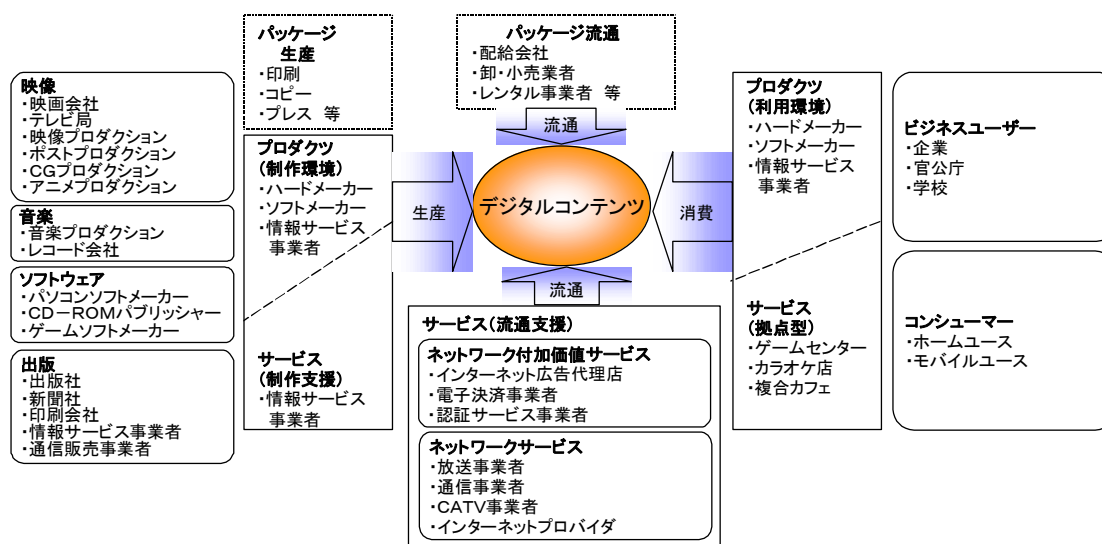 映像
・映画会社
・テレビ局
・映像プロダクション
・ポストプロダクション
・CGプロダクション
・アニメプロダクション
音楽
・音楽プロダクション
・レコード会社
ソフトウェア
・パソコンソフトメーカー
・CD－ROMパブリッシャー
・ゲームソフトメーカー
出版
・出版社
・新聞社
・印刷会社
・情報サービス事業者
・通信販売事業者
パッケージ
生産
・印刷
・コピー
・プレス 等
プロダクツ
(制作環境)
・ハードメーカー
・ソフトメーカー
・情報サービス
事業者
サービス
(制作支援)
・情報サービス
事業者
生産
パッケージ流通
・配給会社
・卸・小売業者
・レンタル事業者 等
流通
デジタルコンテンツ
流通
サービス(流通支援)
ネットワーク付加価値サービス
・インターネット広告代理店
・電子決済事業者
・認証サービス事業者
ネットワークサービス
・放送事業者
・通信事業者
・CATV事業者
・インターネットプロバイダ
消費
プロダクツ
(利用環境)
・ハードメーカー
・ソフトメーカー
・情報サービス
事業者
サービス
(拠点型)
・ゲームセンター
・カラオケ店
・複合カフェ
ビジネスユーザー
・企業
・官公庁
・学校
コンシューマー
・ホームユース
・モバイルユース